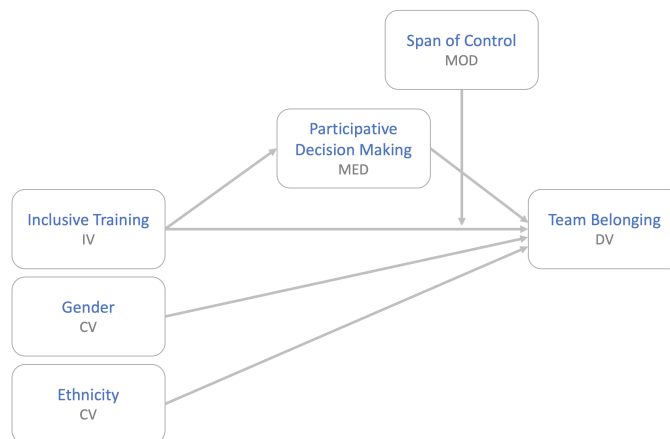 Span of Control
MOD
Participative
Decision Making
MED
Inclusive Training
IV
Team Belonging
DV
Gender
CV
Ethnicity
CV